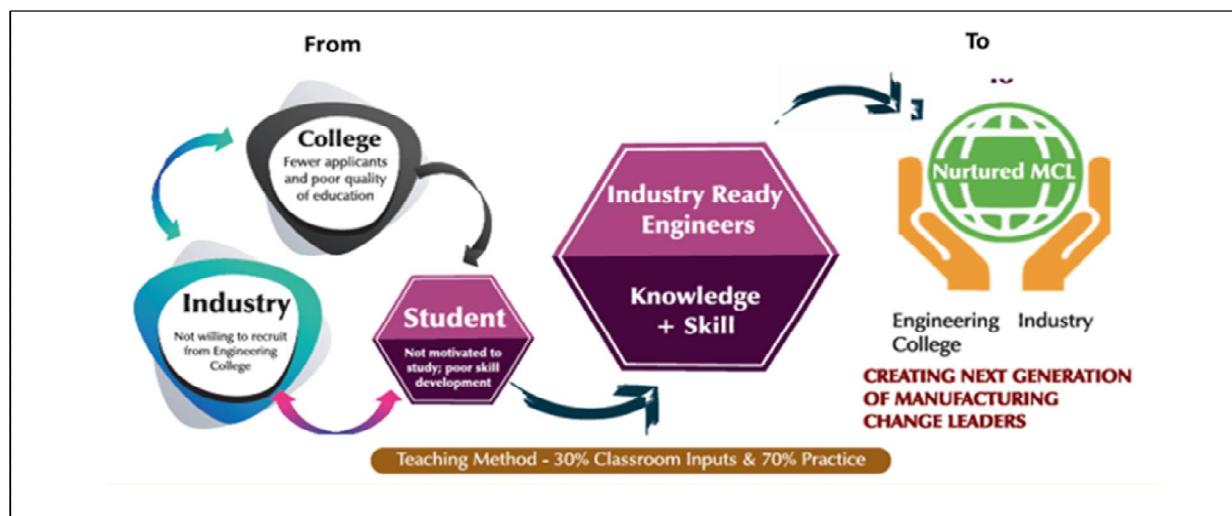 From
To
College
Fewer applicants
and poor quality
of education
Industry
Not willing to recruit
from Engineering
College
Student
Not motivated to
study; poor skill
development
Industry Ready
Engineers
Knowledge
+ Skill
Nurtured MCL
Engineering
College
Industry
CREATING NEXT GENERATION
OF MANUFACTURING
CHANGE LEADERS
Teaching Method - 30% Classroom Inputs & 70% Practice